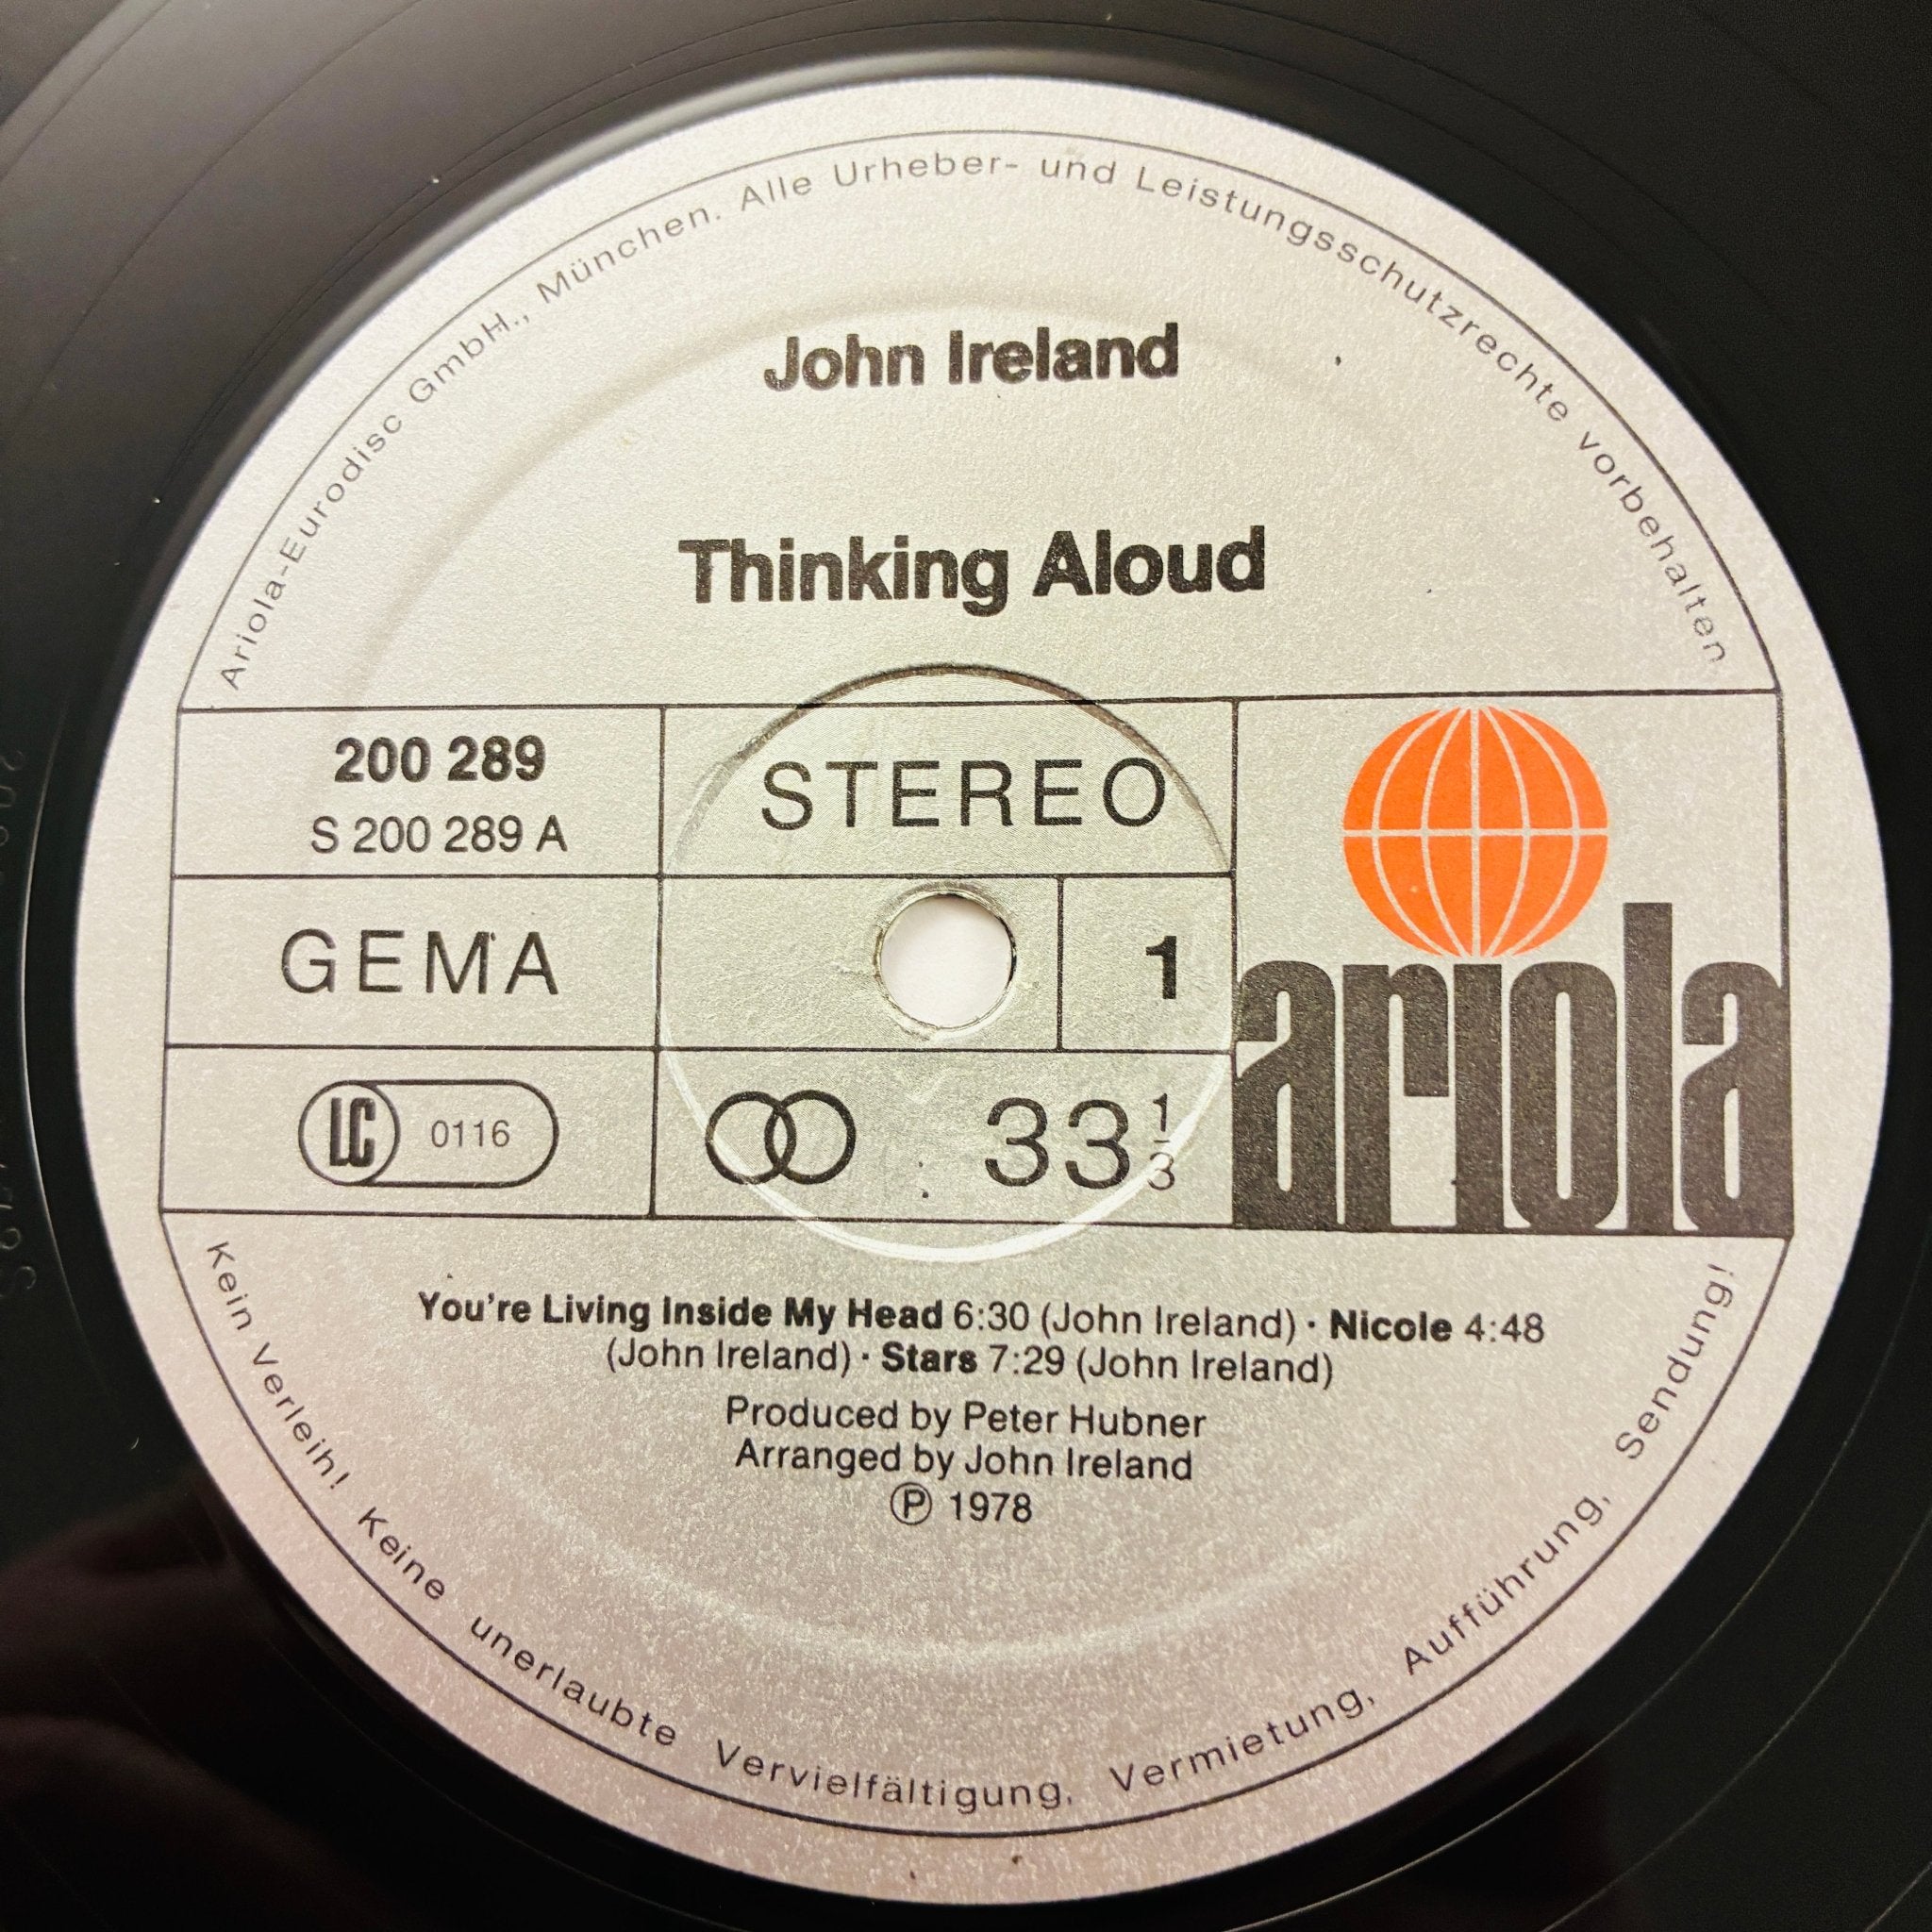 Ariola-Eurodisc GmbH., München. Alle Urheber- und Leistungsschutzrechte vorbehalten
John Ireland
Thinking Aloud
200 289
S 200 289 A
STEREO
GEMA
1
LC 0116
33 1/3
ariola
You're Living Inside My Head 6:30 (John Ireland) · Nicole 4:48
(John Ireland) · Stars 7:29 (John Ireland)
Produced by Peter Hubner
Arranged by John Ireland
Ⓟ 1978
Kein Verleih! Keine unerlaubte Vervielfältigung, Vermietung, Aufführung, Sendung!